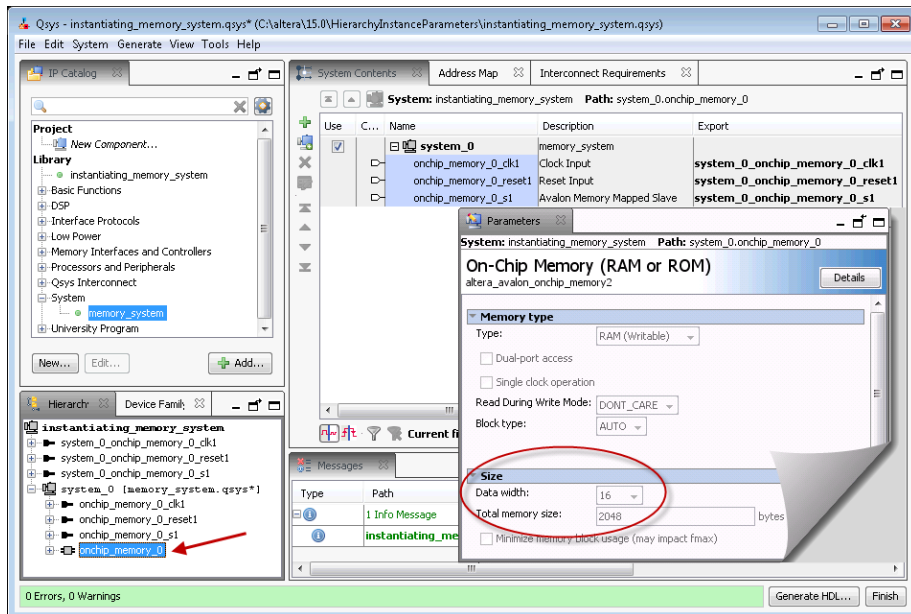 Qsys - instantiating_memory_system.qsys* (C:\altera\15.0\HierarchyInstanceParameters\instantiating_memory_system.qsys)
File Edit System Generate View Tools Help
IP Catalog
Project
New Component...
Library
instantiating_memory_system
Basic Functions
DSP
Interface Protocols
Low Power
Memory Interfaces and Controllers
Processors and Peripherals
Qsys Interconnect
System
memory_system
University Program
New... Edit... Add...
Hierarch Device Family
instantiating_memory_system
system_0_onchip_memory_0_clk1
system_0_onchip_memory_0_reset1
system_0_onchip_memory_0_s1
system_0 [memory_system.qsys*]
onchip_memory_0_clk1
onchip_memory_0_reset1
onchip_memory_0_s1
onchip_memory_0
System Contents Address Map Interconnect Requirements
System: instantiating_memory_system Path: system_0.onchip_memory_0
Use C... Name Description Export
system_0 memory_system
onchip_memory_0_clk1 Clock Input system_0_onchip_memory_0_clk1
onchip_memory_0_reset1 Reset Input system_0_onchip_memory_0_reset1
onchip_memory_0_s1 Avalon Memory Mapped Slave system_0_onchip_memory_0_s1
Current fi
Messages
Type Path
1 Info Message
instantiating_me
Parameters
System: instantiating_memory_system Path: system_0.onchip_memory_0
On-Chip Memory (RAM or ROM)
altera_avalon_onchip_memory2
Details
Memory type
Type: RAM (Writable)
Dual-port access
Single clock operation
Read During Write Mode: DONT_CARE
Block type: AUTO
Size
Data width: 16
Total memory size: 2048 bytes
Minimize memory block usage (may impact fmax)
0 Errors, 0 Warnings
Generate HDL... Finish